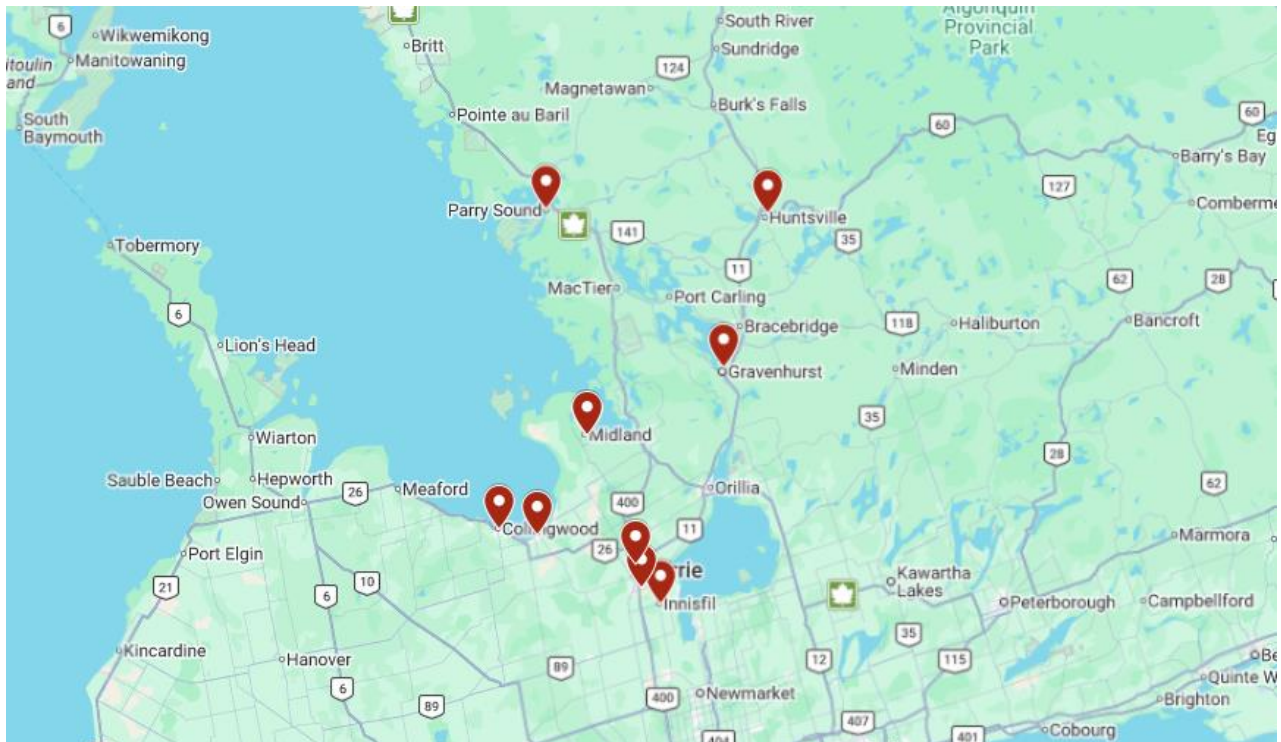 South River
Algonquin
Provincial
Park
6
Wikwemikong
Manitowaning
Sundridge
Britt
124
Magnetawan
Burk's Falls
Pointe au Baril
South
Baymouth
60
60
Barry's Bay
127
Parry Sound
Huntsville
141
35
Tobermory
11
62
28
MacTier
Port Carling
6
Bracebridge
118
Haliburton
Bancroft
Lion's Head
Gravenhurst
Minden
35
Midland
Wiarton
28
Sauble Beach
Hepworth
26
Meaford
Orillia
62
Owen Sound
400
Collingwood
11
26
Marmora
Port Elgin
Kawartha
Lakes
10
21
6
Innisfil
Peterborough
Campbellford
35
Kincardine
Hanover
89
12
115
6
Newmarket
400
89
Brighton
407
404
401
Cobourg